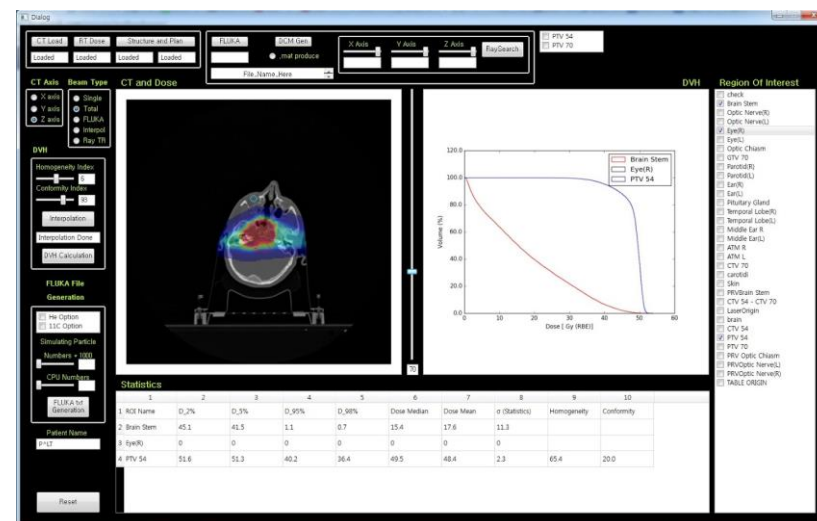 Dialog
CT Load RT Dose Structure and Plan
Loaded Loaded Loaded Loaded
FLUKA DCM Gen
.mat produce
File_Name_Here
X Axis Y Axis Z Axis RaySearch
PTV 54
PTV 70
CT Axis Beam Type
X axis Single
Y axis Total
Z axis FLUKA
Interpol
Ray TR
DVH
Homogeneity Index
5
Conformity Index
98
Interpolation
Interpolation Done
DVH Calculation
FLUKA File
Generation
He Option
11C Option
Simulating Particle
Numbers * 1000
CPU Numbers
FLUKA txt
Generation
Patient Name
P^LT
Reset
CT and Dose
70
DVH
120.0
100.0
80.0
60.0
40.0
20.0
0.0
Volume (%)
0 10 20 30 40 50 60
Dose [ Gy (RBE)]
Brain Stem
Eye(R)
PTV 54
Statistics
1 2 3 4 5 6 7 8 9 10
1 ROI Name D_2% D_5% D_95% D_98% Dose Median Dose Mean σ (Statistics) Homogeneity Conformity
2 Brain Stem 45.1 41.5 1.1 0.7 15.4 17.6 11.3
3 Eye(R) 0 0 0 0 0 0 0
4 PTV 54 51.6 51.3 40.2 36.4 49.5 48.4 2.3 65.4 20.0
Region Of Interest
check
Brain Stem
Optic Nerve(R)
Optic Nerve(L)
Eye(R)
Eye(L)
Optic Chiasm
GTV 70
Parotid(R)
Parotid(L)
Ear(R)
Ear(L)
Pituitary Gland
Temporal Lobe(R)
Temporal Lobe(L)
Middle Ear R
Middle Ear(L)
ATM R
ATM L
CTV 70
carotidl
Skin
PRVBrain Stem
CTV 54 - CTV 70
LaserOrigin
brain
CTV 54
PTV 54
PTV 70
PRV Optic Chiasm
PRVOptic Nerve(L)
PRVOptic Nerve(R)
TABLE ORIGIN